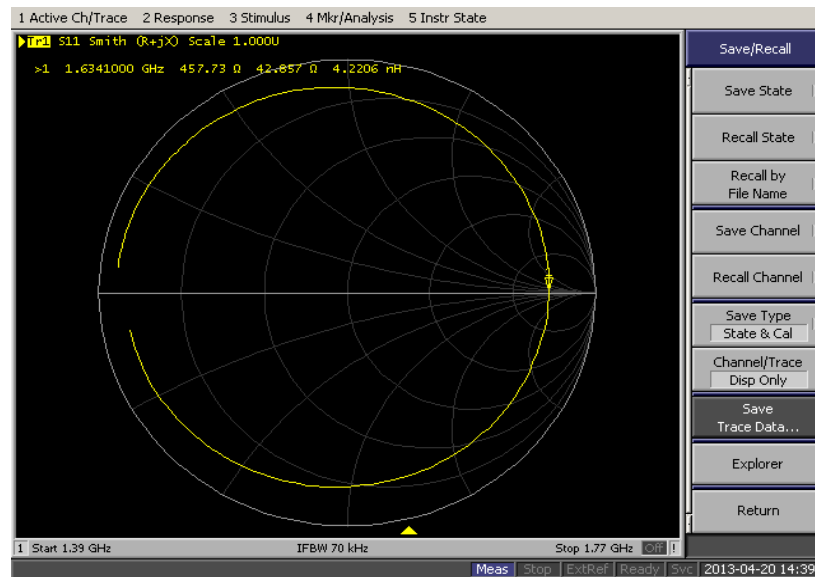 1 Active Ch/Trace 2 Response 3 Stimulus 4 Mkr/Analysis 5 Instr State
Tr1 S11 Smith (R+jX) Scale 1.000U
>1 1.6341000 GHz 457.73 Ω 42.857 Ω 4.2206 nH
1
Save/Recall
Save State
Recall State
Recall by
File Name
Save Channel
Recall Channel
Save Type
State & Cal
Channel/Trace
Disp Only
Save
Trace Data...
Explorer
Return
1 Start 1.39 GHz IFBW 70 kHz Stop 1.77 GHz Off !
Meas Stop ExtRef Ready Svc 2013-04-20 14:39